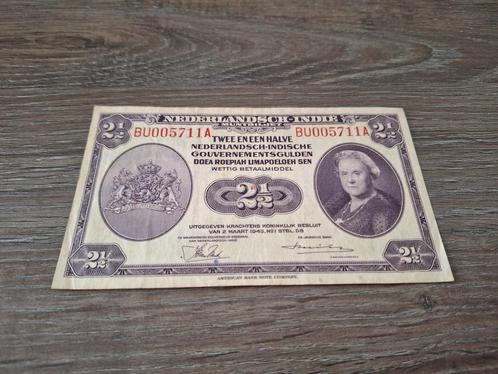 NEDERLANDSCH-INDIË
MUNTBILJET
2½ 2½
BU005711A BU005711A
TWEE EN EEN HALVE
NEDERLANDSCH-INDISCHE
GOUVERNEMENTSGULDEN
DOEA ROEPIAH LIMAPOELOEH SEN
WETTIG BETAALMIDDEL
2½
UITGEGEVEN KRACHTENS KONINKLIJK BESLUIT
VAN 2 MAART 1943, Nº1 STBL. D8
2½ 2½
AMERICAN BANK NOTE COMPANY.